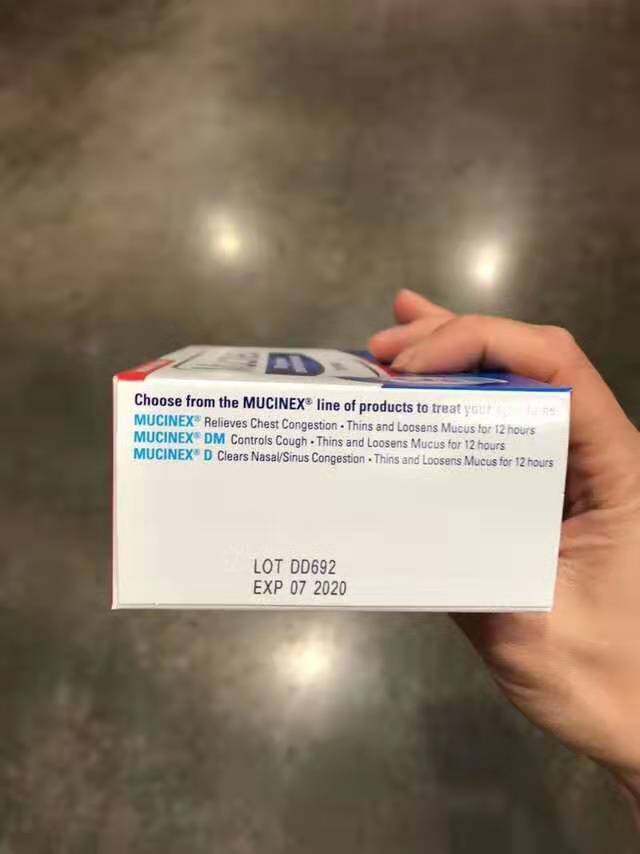 Choose from the MUCINEX® line of products to treat your
MUCINEX® Relieves Chest Congestion • Thins and Loosens Mucus for 12 hours
MUCINEX® DM Controls Cough • Thins and Loosens Mucus for 12 hours
MUCINEX® D Clears Nasal/Sinus Congestion • Thins and Loosens Mucus for 12 hours
LOT DD692
EXP 07 2020